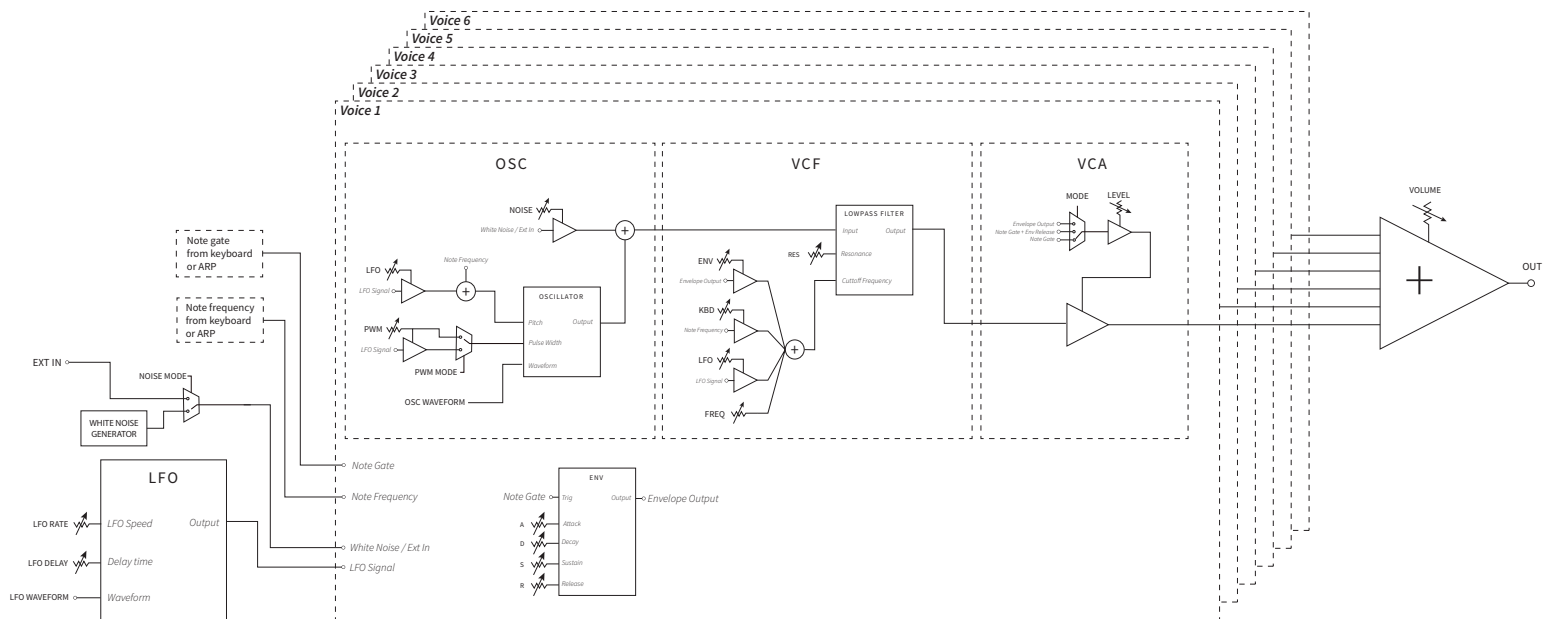 Voice 6
Voice 5
Voice 4
Voice 3
Voice 2
Voice 1
OSC
VCF
VCA
NOISE
White Noise / Ext In
LFO
LFO Signal
Note Frequency
PWM
LFO Signal
PWM MODE
OSC WAVEFORM
OSCILLATOR
Pitch
Output
Pulse Width
Waveform
ENV
Envelope Output
KBD
Note Frequency
LFO
LFO Signal
FREQ
RES
LOWPASS FILTER
Input
Output
Resonance
Cuttoff Frequency
MODE
LEVEL
Envelope Output
Note Gate + Env Release
Note Gate
VOLUME
+
OUT
Note gate
from keyboard
or ARP
Note frequency
from keyboard
or ARP
EXT IN
NOISE MODE
WHITE NOISE
GENERATOR
LFO
LFO RATE
LFO Speed
Output
LFO DELAY
Delay time
LFO WAVEFORM
Waveform
Note Gate
Note Frequency
White Noise / Ext In
LFO Signal
ENV
Note Gate
Trig
Output
Envelope Output
A
Attack
D
Decay
S
Sustain
R
Release